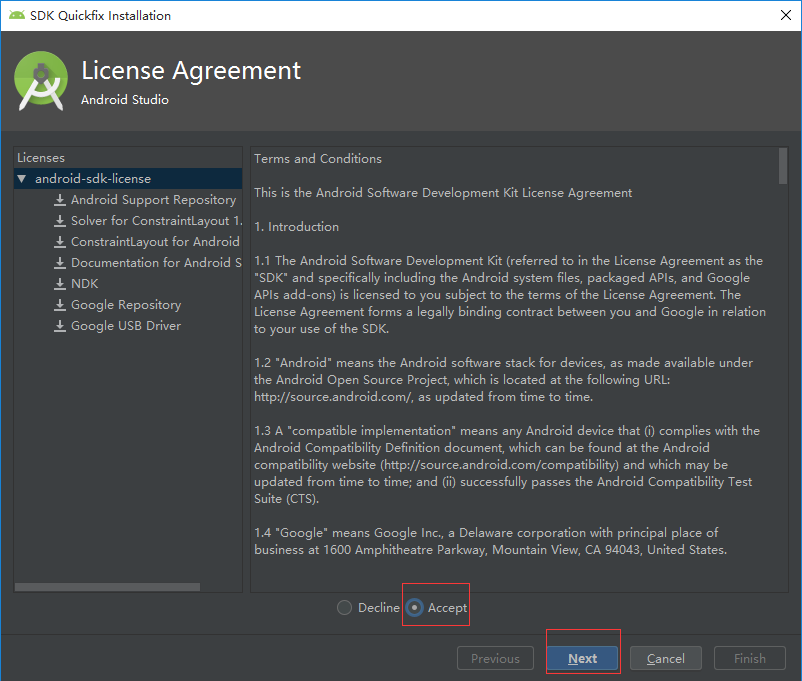 SDK Quickfix Installation
License Agreement
Android Studio
Licenses
android-sdk-license
Android Support Repository
Solver for ConstraintLayout 1.
ConstraintLayout for Android
Documentation for Android S
NDK
Google Repository
Google USB Driver
Terms and Conditions
This is the Android Software Development Kit License Agreement
1. Introduction
1.1 The Android Software Development Kit (referred to in the License Agreement as the
"SDK" and specifically including the Android system files, packaged APIs, and Google
APIs add-ons) is licensed to you subject to the terms of the License Agreement. The
License Agreement forms a legally binding contract between you and Google in relation
to your use of the SDK.
1.2 "Android" means the Android software stack for devices, as made available under
the Android Open Source Project, which is located at the following URL:
http://source.android.com/, as updated from time to time.
1.3 A "compatible implementation" means any Android device that (i) complies with the
Android Compatibility Definition document, which can be found at the Android
compatibility website (http://source.android.com/compatibility) and which may be
updated from time to time; and (ii) successfully passes the Android Compatibility Test
Suite (CTS).
1.4 "Google" means Google Inc., a Delaware corporation with principal place of
business at 1600 Amphitheatre Parkway, Mountain View, CA 94043, United States.
Decline Accept
Previous Next Cancel Finish